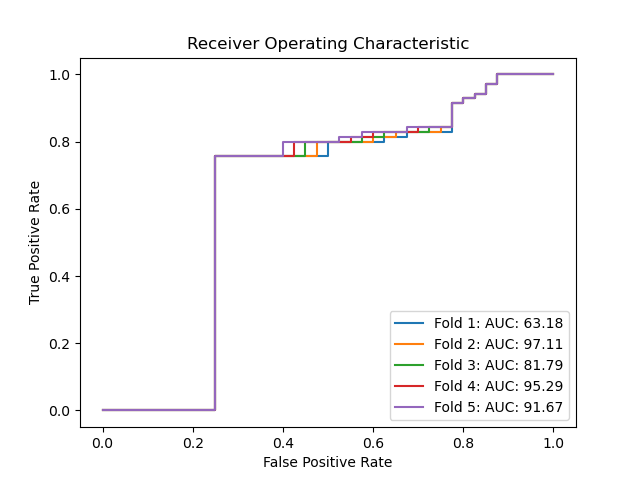 Receiver Operating Characteristic
True Positive Rate
1.0
0.8
0.6
0.4
0.2
0.0
Fold 1: AUC: 63.18
Fold 2: AUC: 97.11
Fold 3: AUC: 81.79
Fold 4: AUC: 95.29
Fold 5: AUC: 91.67
0.0 0.2 0.4 0.6 0.8 1.0
False Positive Rate